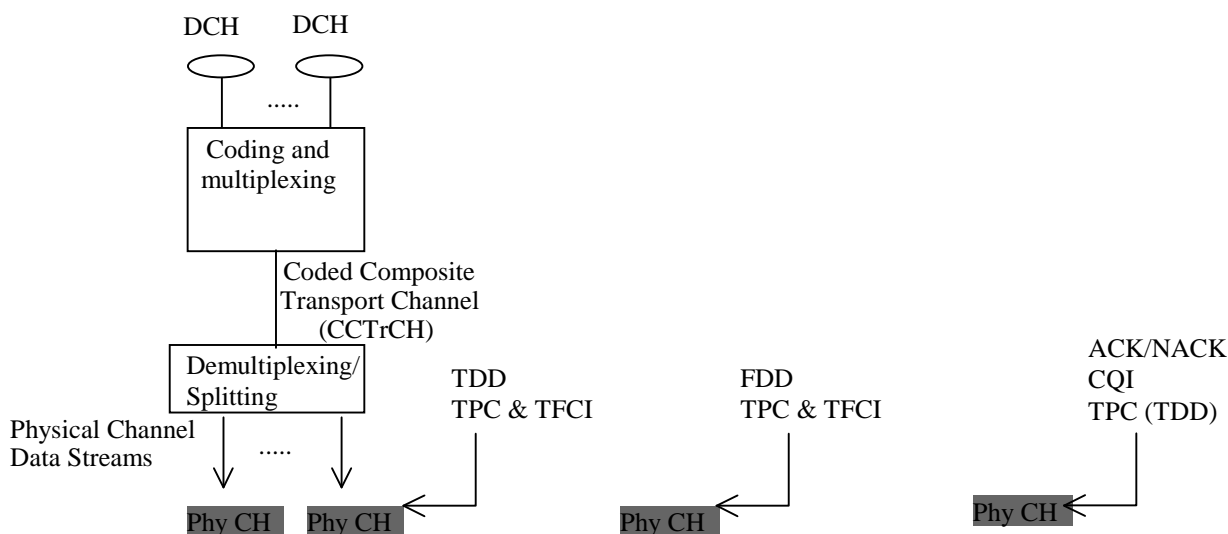 DCH
DCH
.....
Coding and
multiplexing
Coded Composite
Transport Channel
(CCTrCH)
Demultiplexing/
Splitting
TDD
TPC & TFCI
FDD
TPC & TFCI
ACK/NACK
CQI
TPC (TDD)
Physical Channel
Data Streams
.....
Phy CH
Phy CH
Phy CH
Phy CH